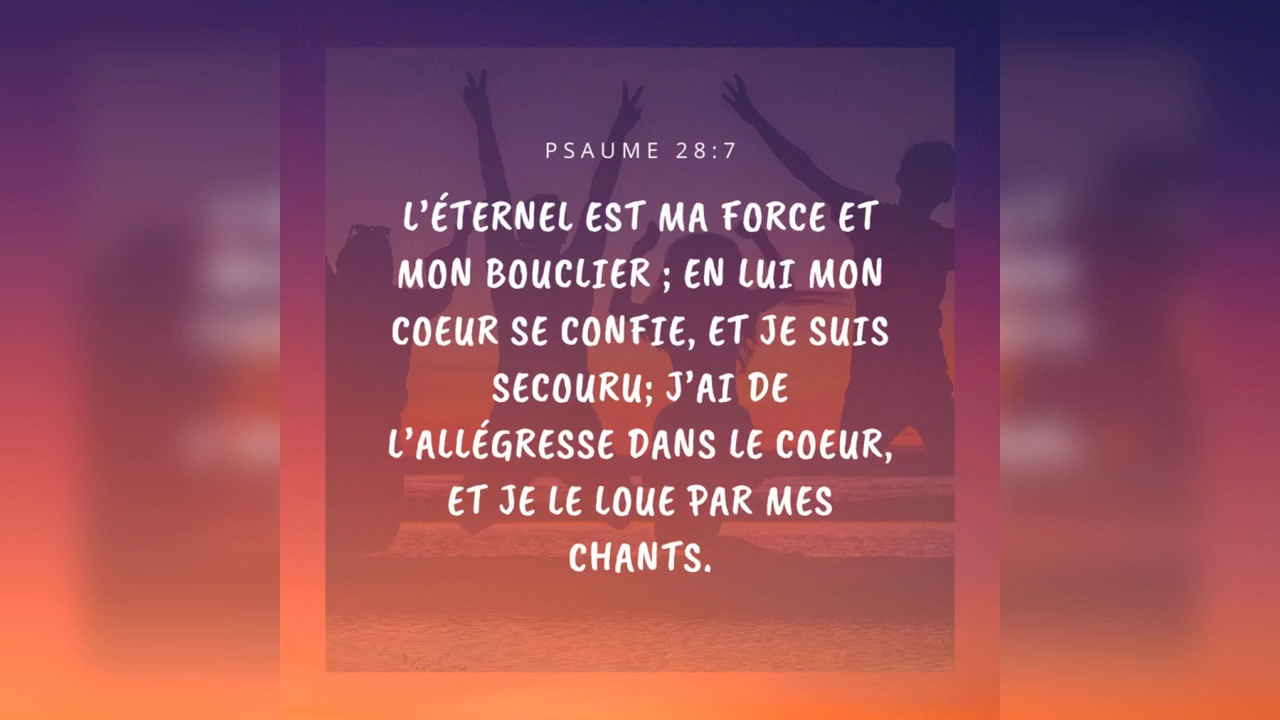 PSAUME 28:7
L'ÉTERNEL EST MA FORCE ET
MON BOUCLIER ; EN LUI MON
COEUR SE CONFIE, ET JE SUIS
SECOURU; J'AI DE
L'ALLÉGRESSE DANS LE COEUR,
ET JE LE LOUE PAR MES
CHANTS.